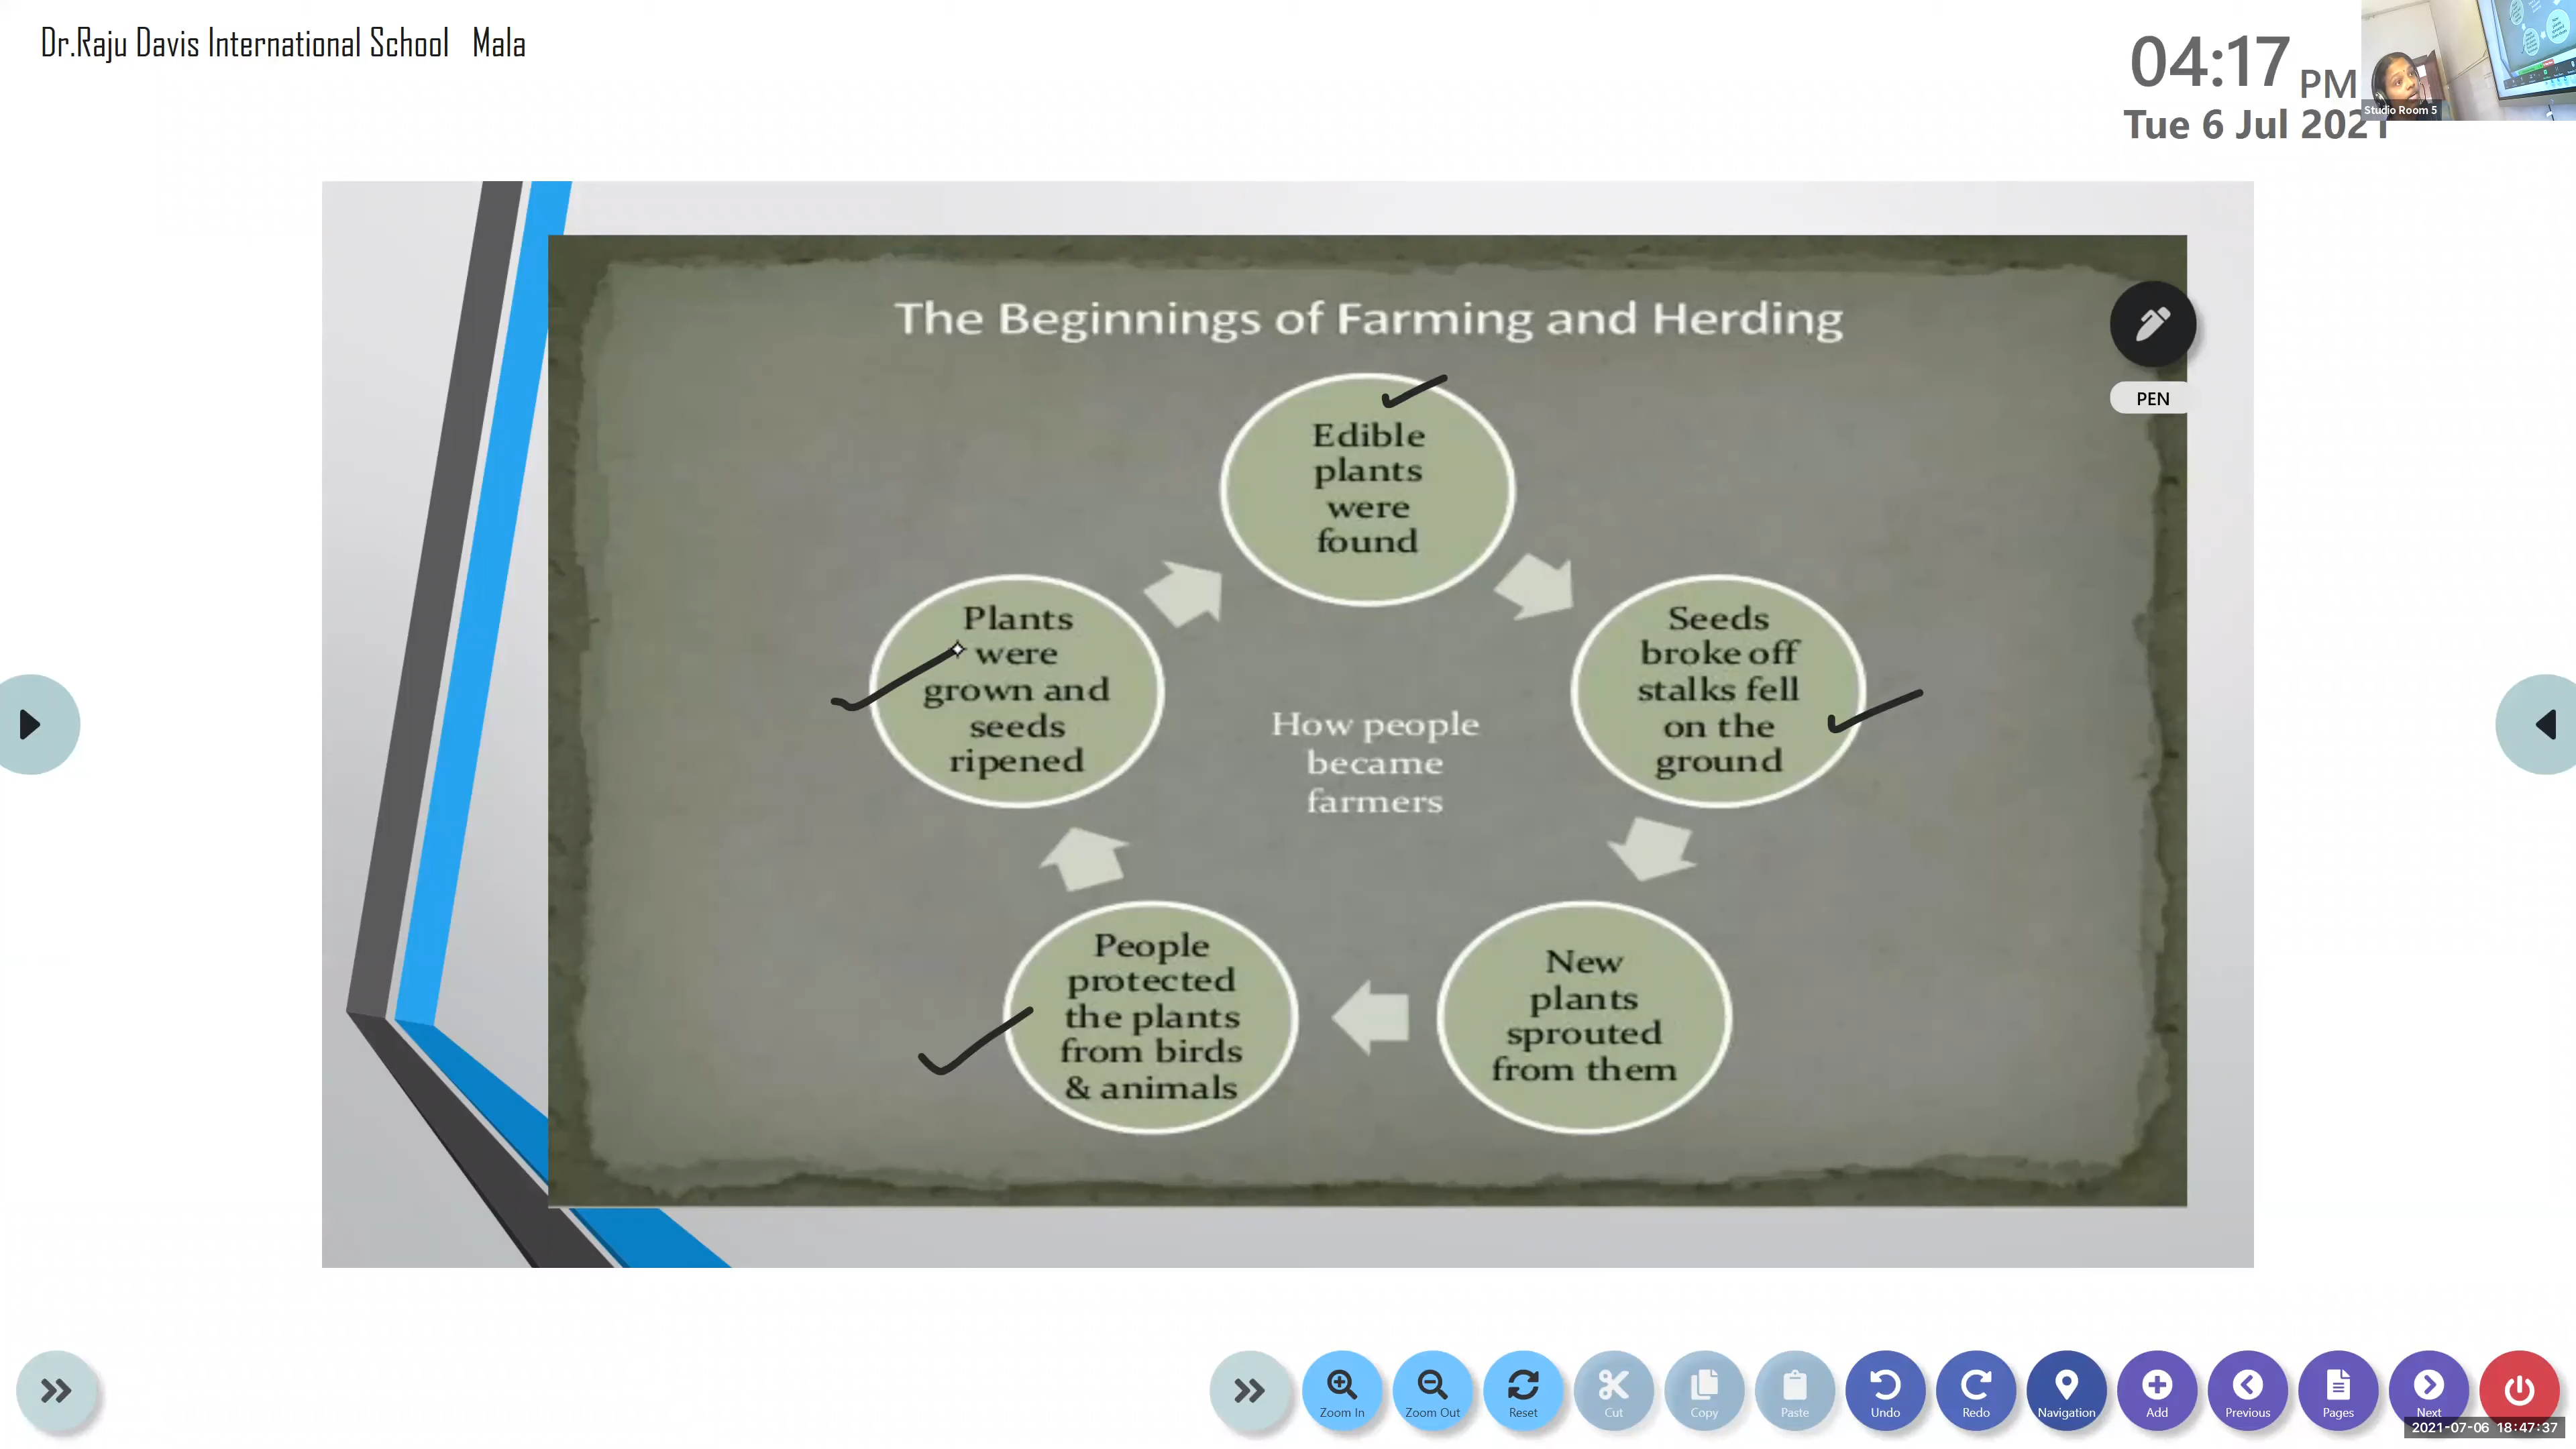 Dr.Raju Davis International School Mala
04:17 PM
Tue 6 Jul 2021
Studio Room 5
The Beginnings of Farming and Herding
PEN
Edible
plants
were
found
Seeds
broke off
stalks fell
on the
ground
New
plants
sprouted
from them
People
protected
the plants
from birds
& animals
Plants
were
grown and
seeds
ripened
How people
became
farmers
Zoom In
Zoom Out
Reset
Cut
Copy
Paste
Undo
Redo
Navigation
Add
Previous
Pages
Next
2021-07-06 18:47:37